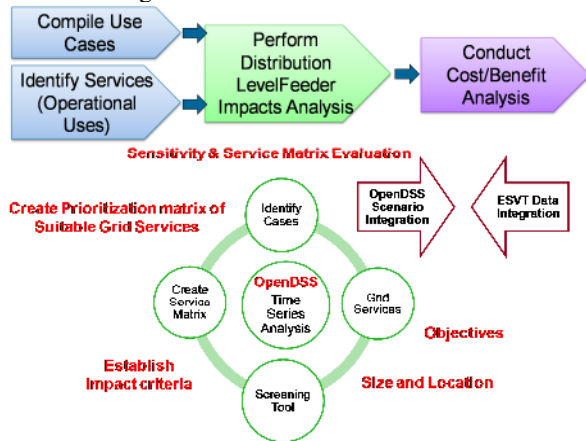 Compile Use
Cases
Identify Services
(Operational
Uses)
Perform
Distribution
LevelFeeder
Impacts Analysis
Conduct
Cost/Benefit
Analysis
Sensitivity & Service Matrix Evaluation
Create Prioritization matrix of
Suitable Grid Services
Identify
Cases
OpenDSS
Scenario
Integration
ESVT Data
Integration
Create
Service
Matrix
OpenDSS
Time
Series
Analysis
Grid
Services
Objectives
Establish
Impact criteria
Size and Location
Screening
Tool